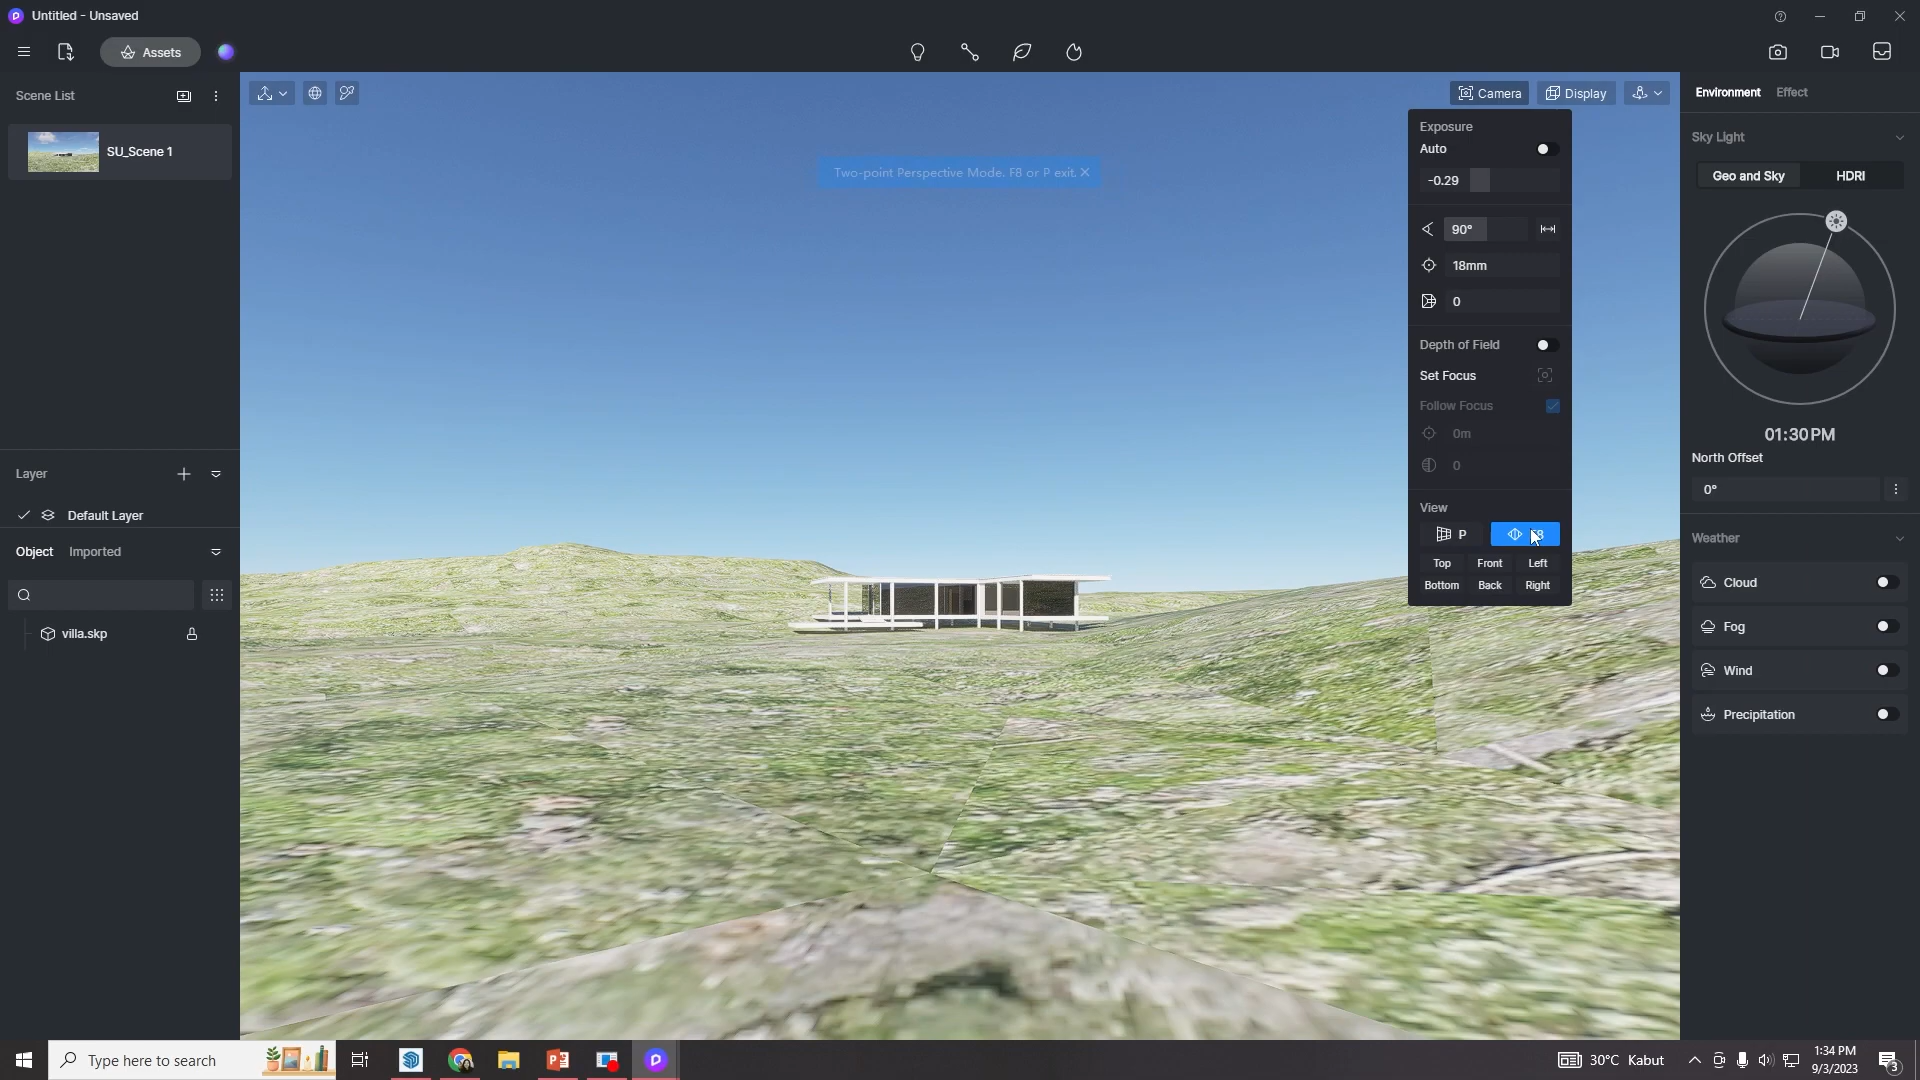 Untitled - Unsaved
Assets
Scene List
SU_Scene 1
Layer
Default Layer
Object Imported
villa.skp
Two-point Perspective Mode. F8 or P exit.
Camera Display
Exposure
Auto
-0.29
90°
18mm
0
Depth of Field
Set Focus
Follow Focus
0m
0
View
P
Top Front Left
Bottom Back Right
Environment Effect
Sky Light
Geo and Sky HDRI
01:30 PM
North Offset
0°
Weather
Cloud
Fog
Wind
Precipitation
Type here to search
30°C Kabut
1:34 PM
9/3/2023
3